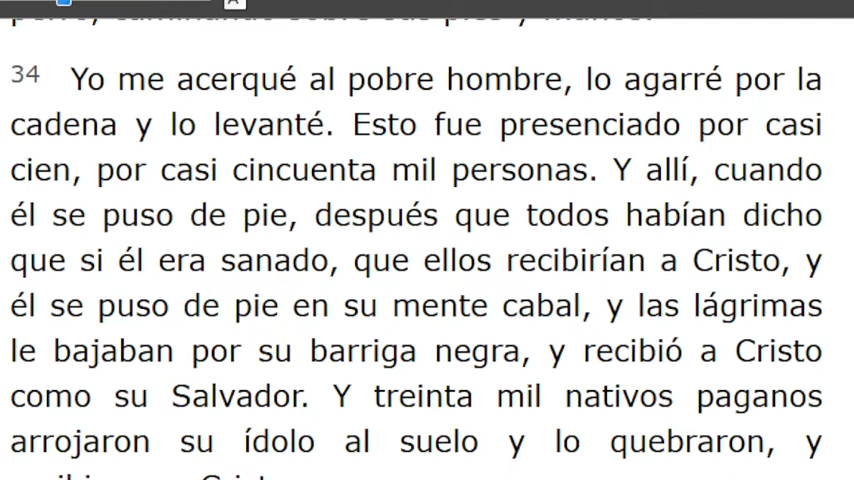 34 Yo me acerqué al pobre hombre, lo agarré por la
cadena y lo levanté. Esto fue presenciado por casi
cien, por casi cincuenta mil personas. Y allí, cuando
él se puso de pie, después que todos habían dicho
que si él era sanado, que ellos recibirían a Cristo, y
él se puso de pie en su mente cabal, y las lágrimas
le bajaban por su barriga negra, y recibió a Cristo
como su Salvador. Y treinta mil nativos paganos
arrojaron su ídolo al suelo y lo quebraron, y